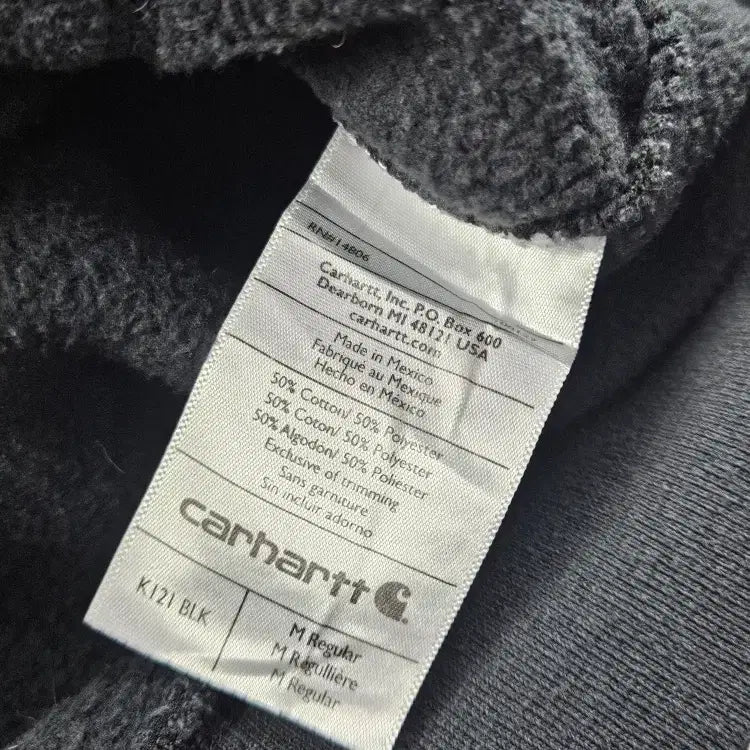 RN#14806
Carhartt, Inc. P.O. Box 600
Dearborn MI 48121 USA
carhartt.com
Made in Mexico
Fabriqué au Mexique
Hecho en México
50% Cotton/ 50% Polyester
50% Coton/ 50% Polyester
50% Algodon/ 50% Poliester
Exclusive of trimming
Sans garniture
Sin incluir adorno
carhartt
K121 BLK
M Regular
M Régulière
M Regular